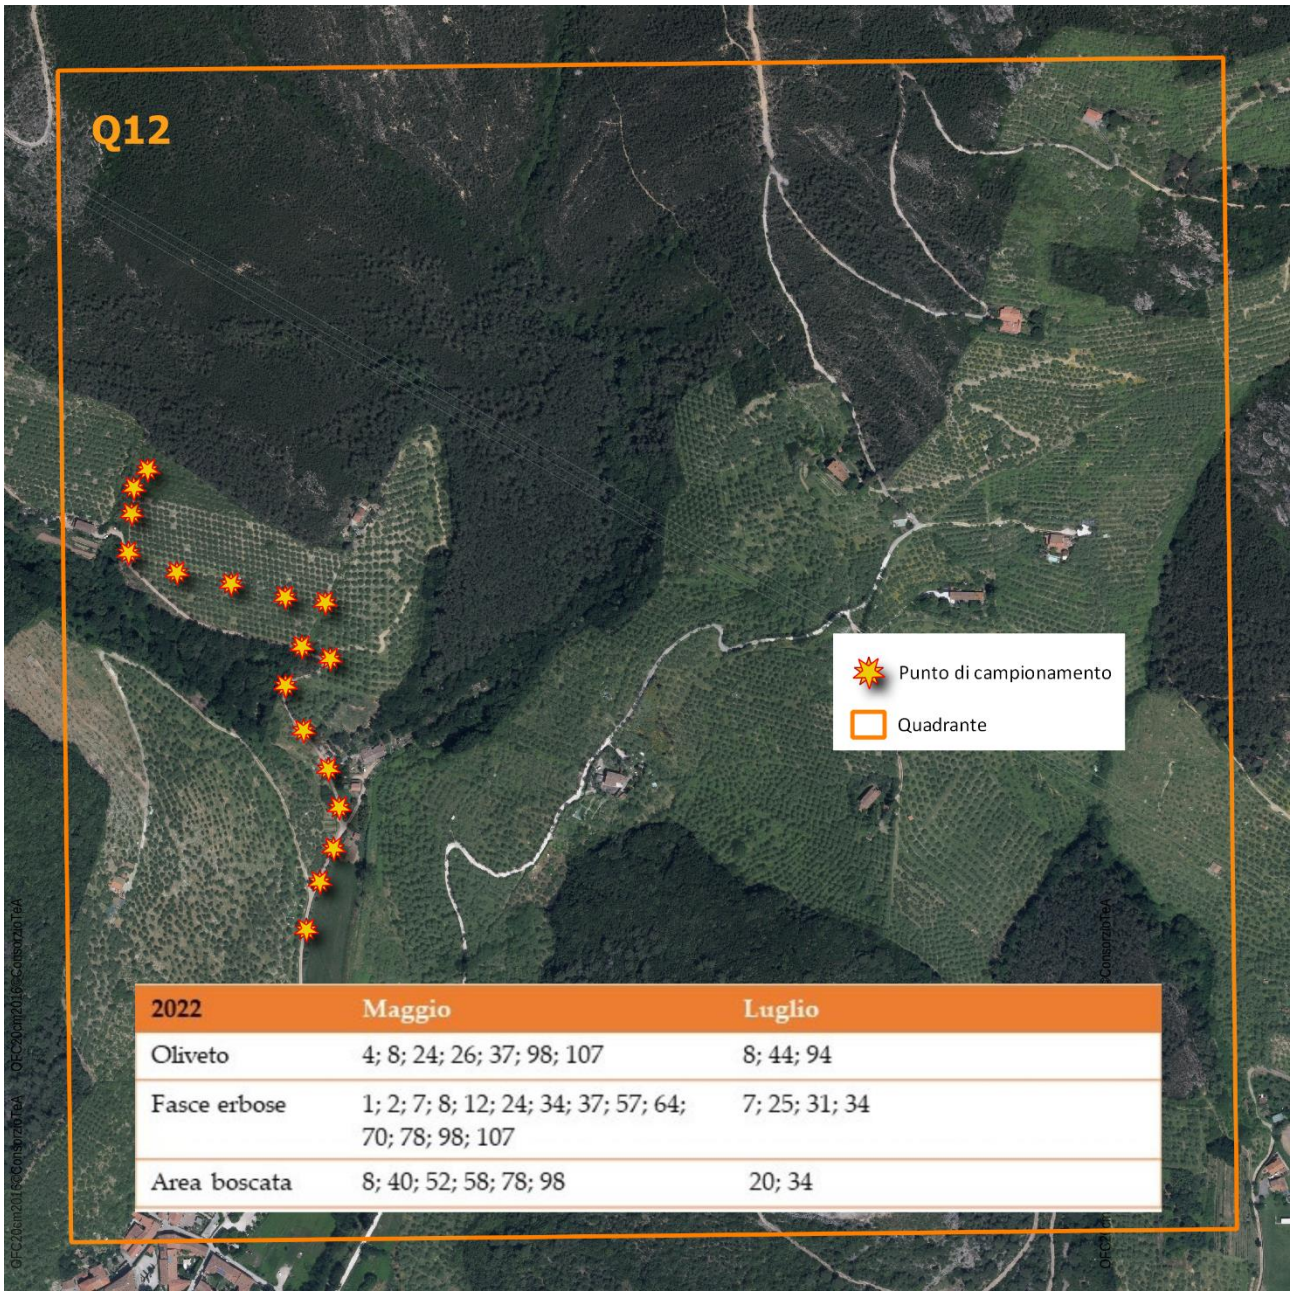 Q12
Punto di campionamento
Quadrante
2022 Maggio Luglio
Oliveto 4; 8; 24; 26; 37; 98; 107 8; 44; 94
Fasce erbose 1; 2; 7; 8; 12; 24; 34; 37; 57; 64; 7; 25; 31; 34
70; 78; 98; 107
Area boscata 8; 40; 52; 58; 78; 98 20; 34